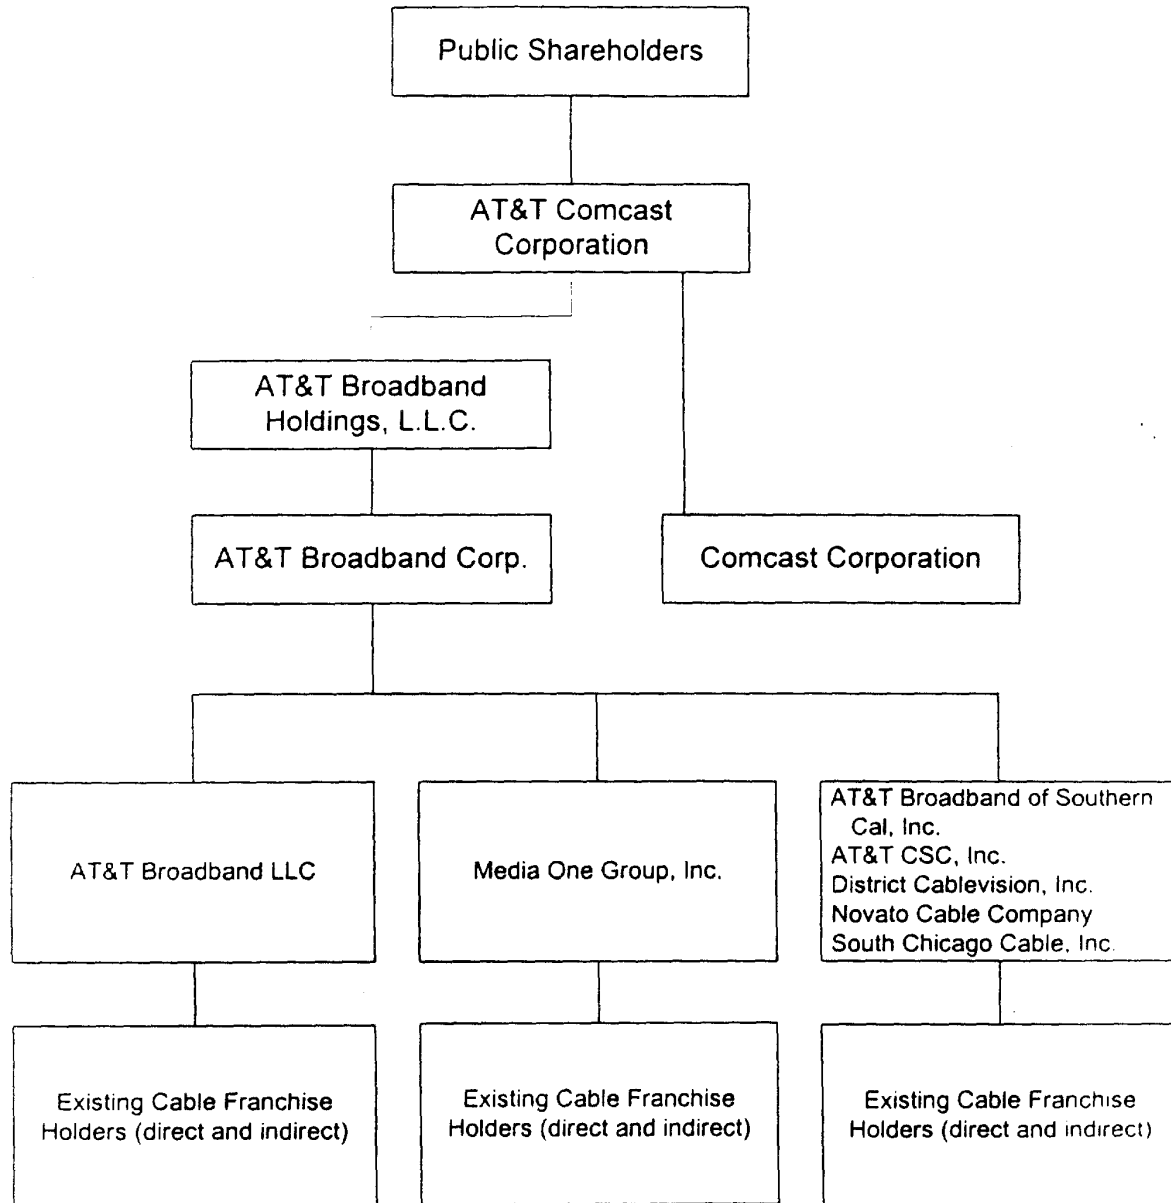 Public Shareholders
AT&T Comcast
Corporation
AT&T Broadband
Holdings, L.L.C.
AT&T Broadband Corp.
Comcast Corporation
AT&T Broadband LLC
Media One Group, Inc.
AT&T Broadband of Southern
Cal, Inc.
AT&T CSC, Inc.
District Cablevision, Inc.
Novato Cable Company
South Chicago Cable, Inc.
Existing Cable Franchise
Holders (direct and indirect)
Existing Cable Franchise
Holders (direct and indirect)
Existing Cable Franchise
Holders (direct and indirect)